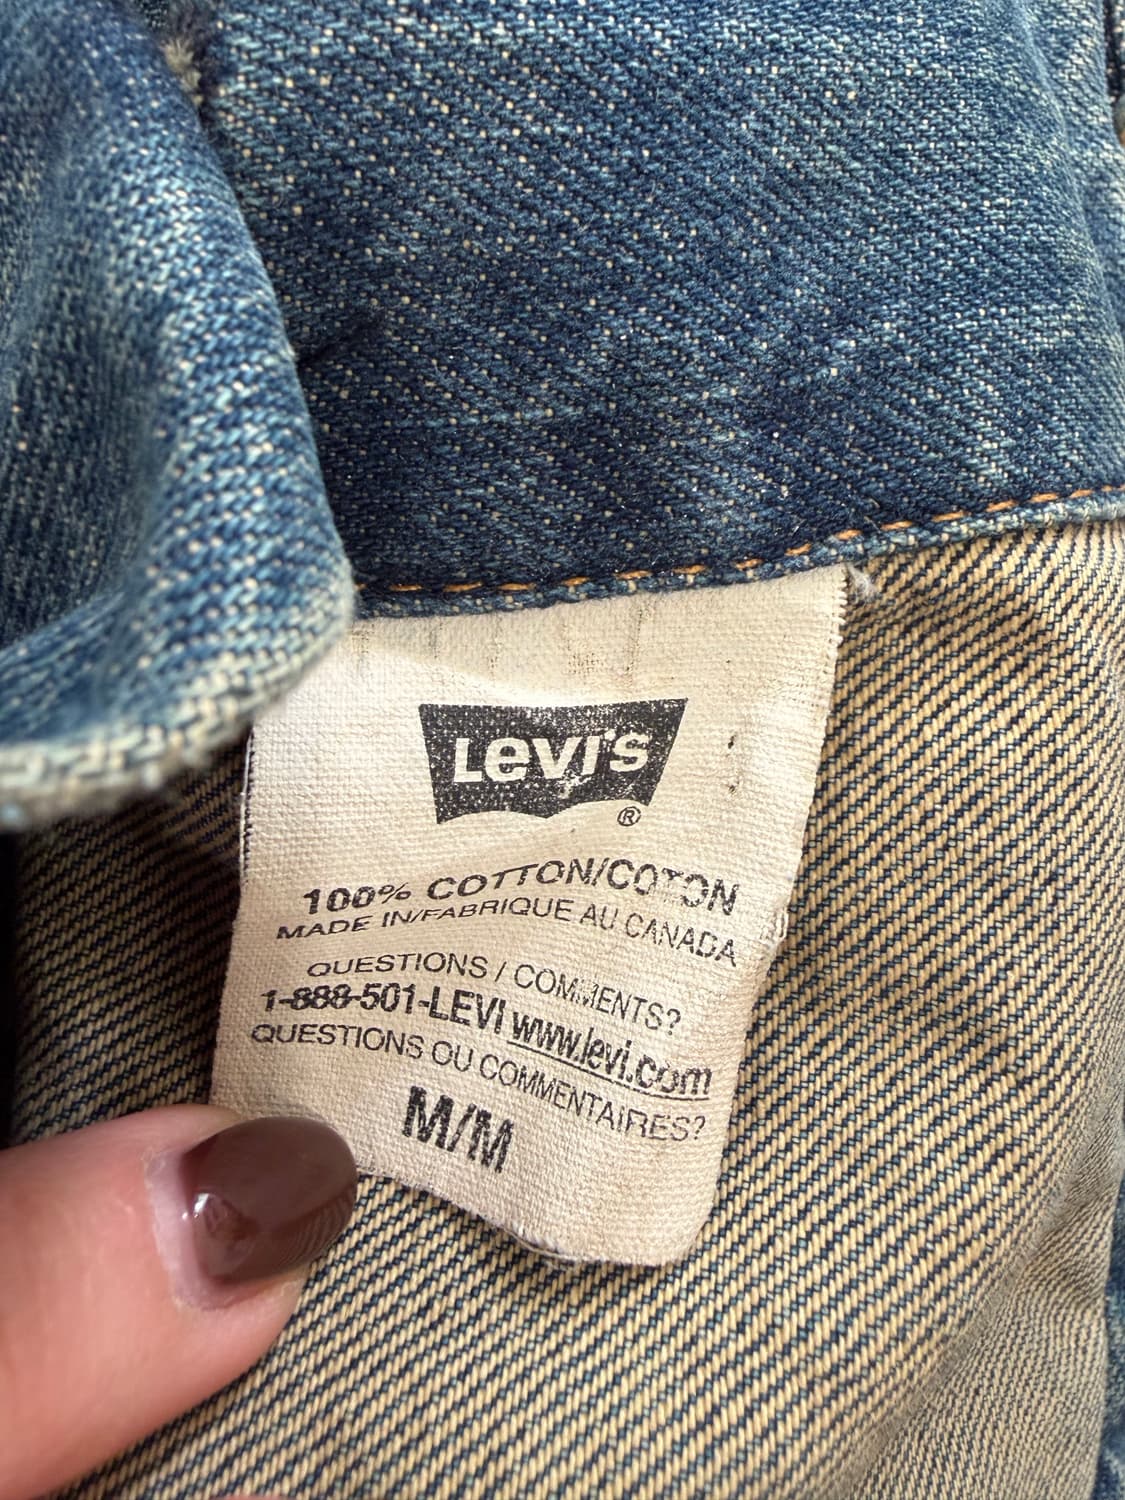 Levi's ®
100% COTTON/COTON
MADE IN/FABRIQUE AU CANADA
QUESTIONS / COMMENTS?
1-888-501-LEVI www.levi.com
QUESTIONS OU COMMENTAIRES?
M/M